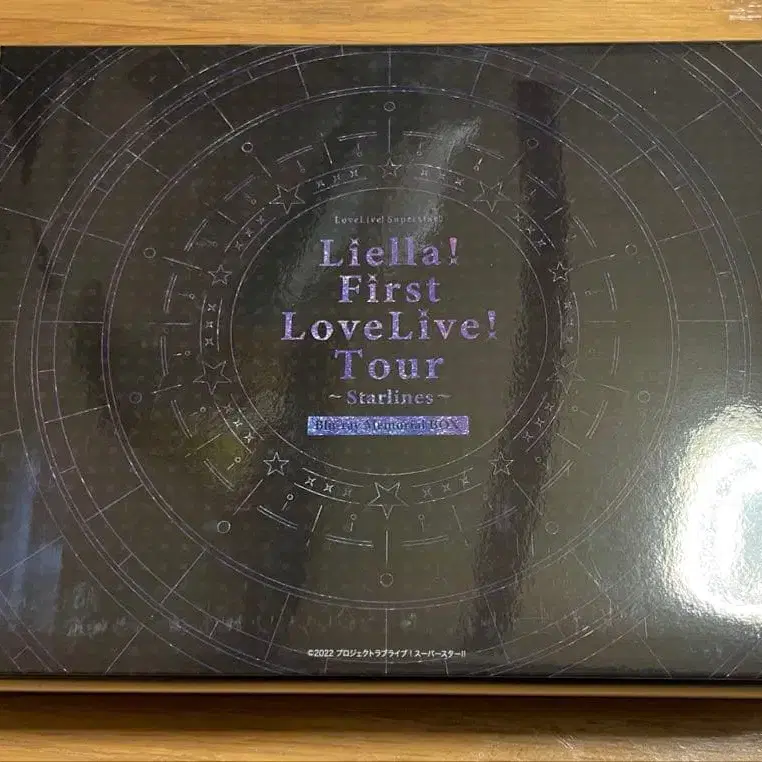 LoveLive! Superstar!!
Liella!
First
LoveLive!
Tour
~Starlines~
Blu-ray Memorial BOX
©2022 プロジェクトラブライブ！スーパースター!!